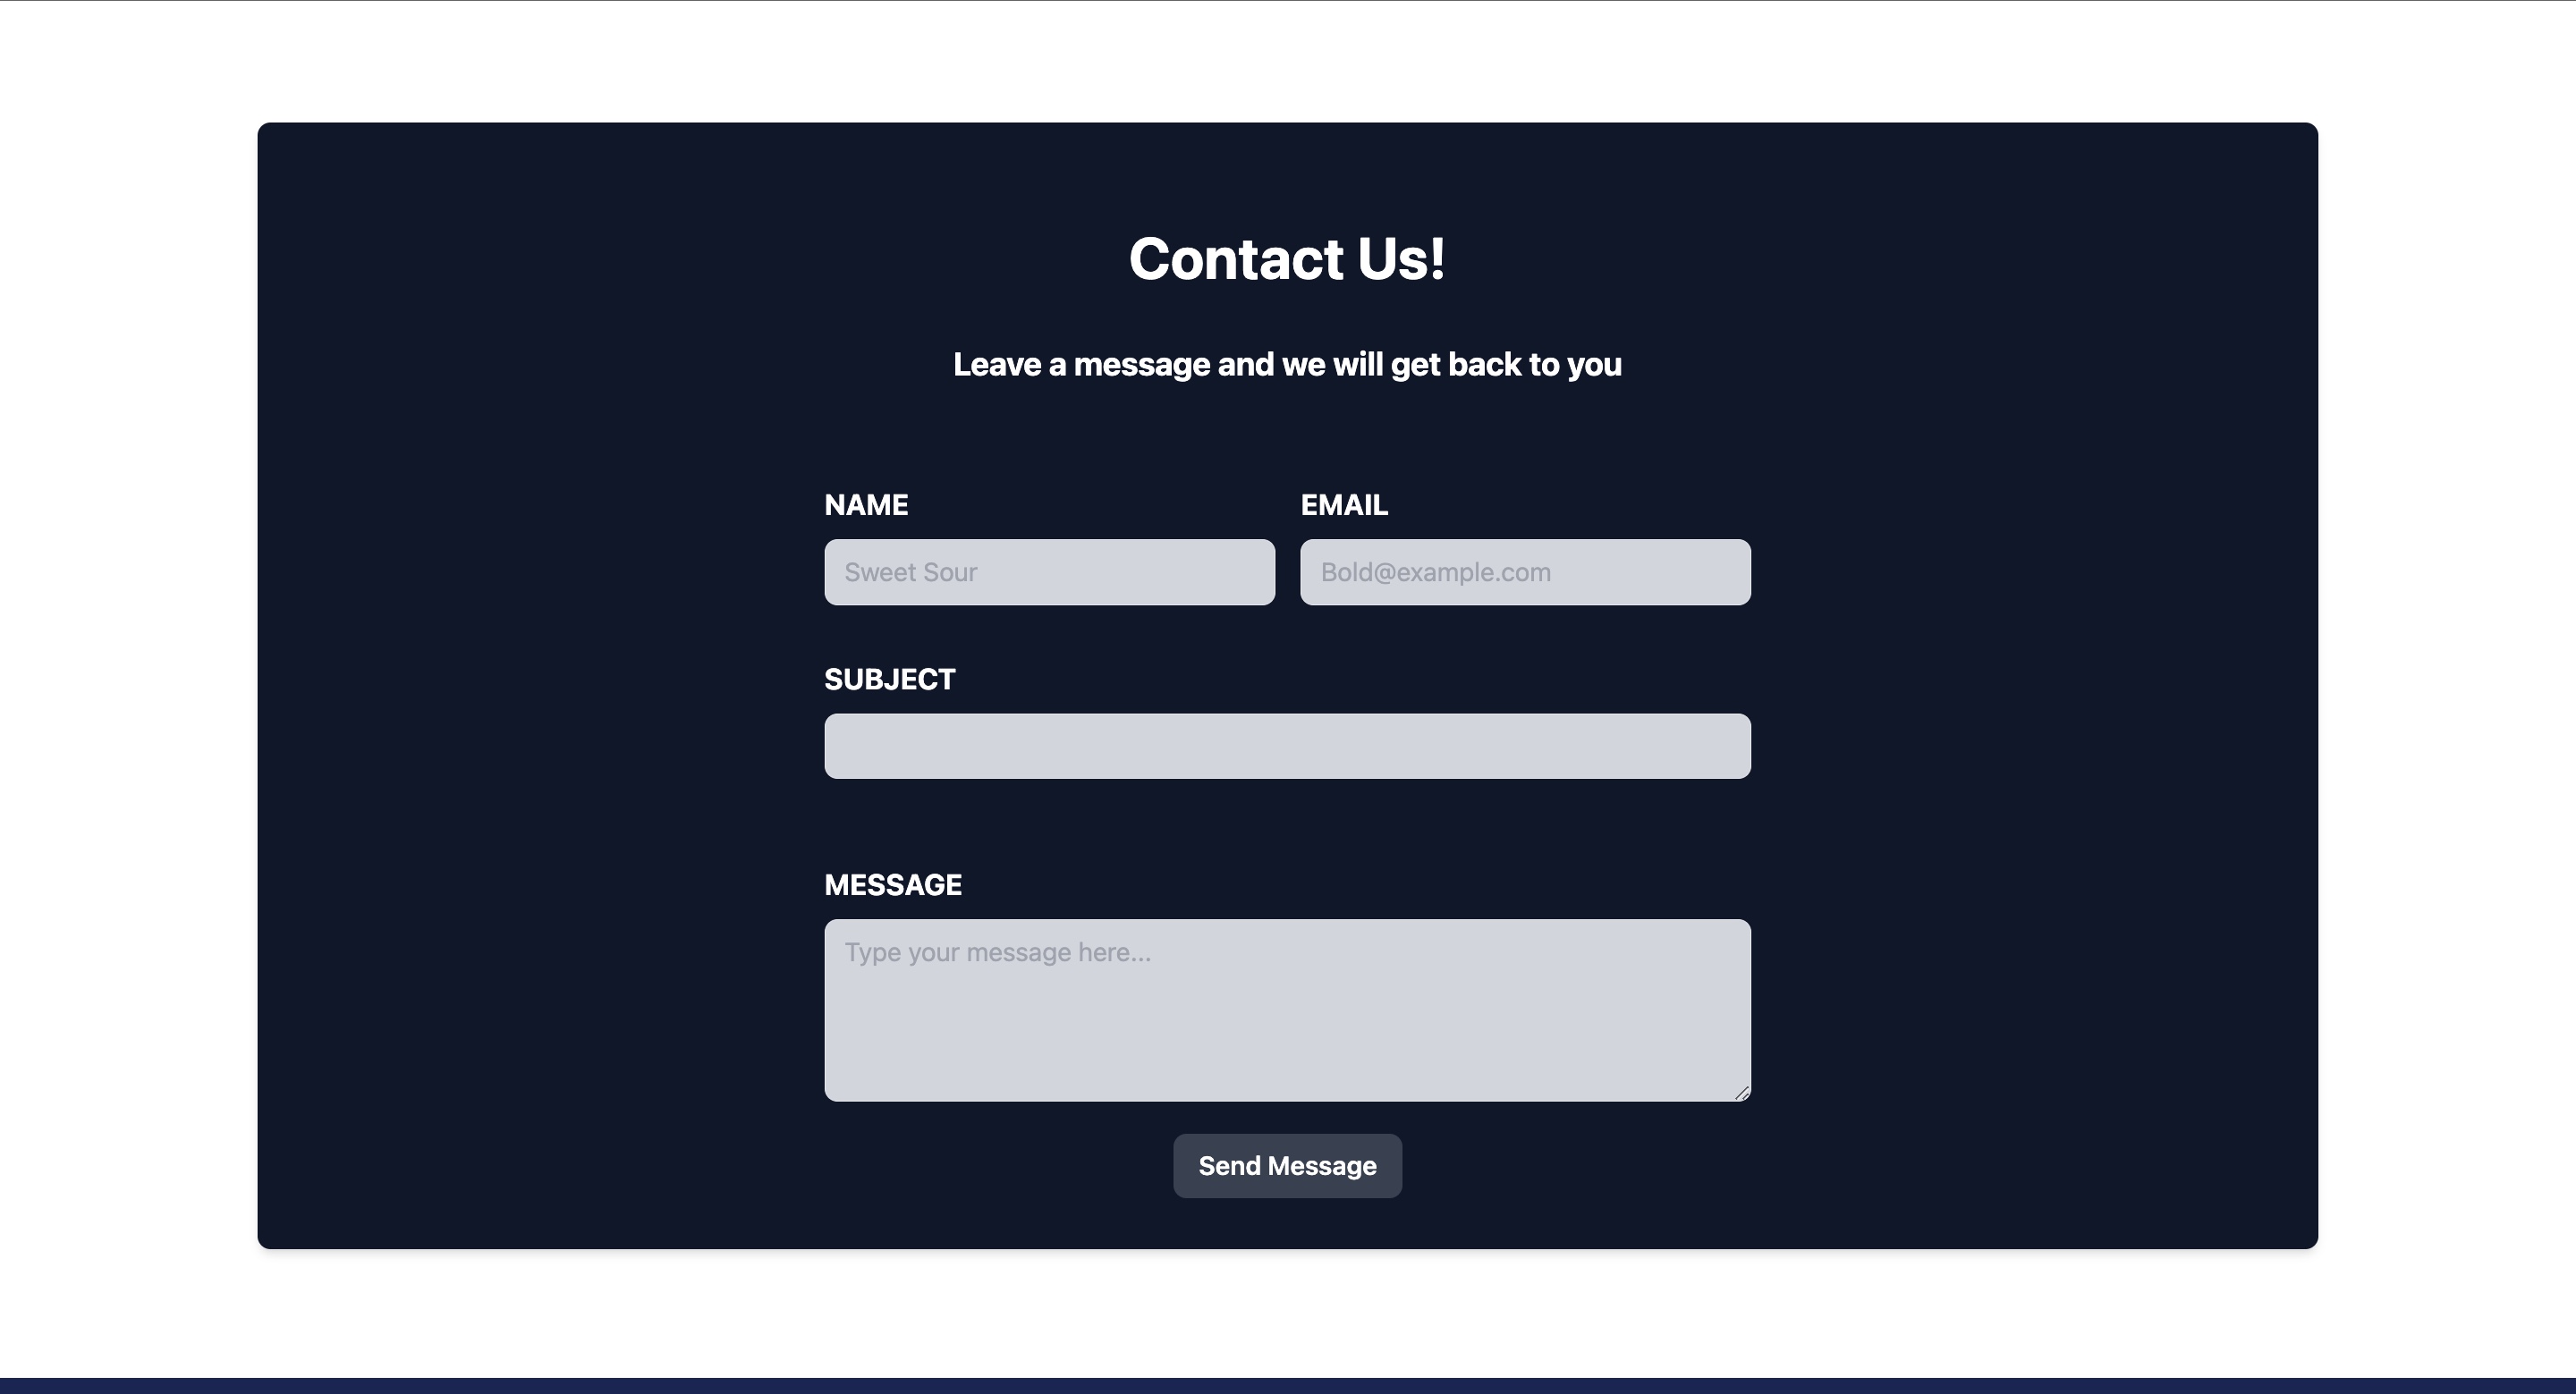 Contact Us!
Leave a message and we will get back to you
NAME
EMAIL
Sweet Sour
Bold@example.com
SUBJECT
MESSAGE
Type your message here...
Send Message